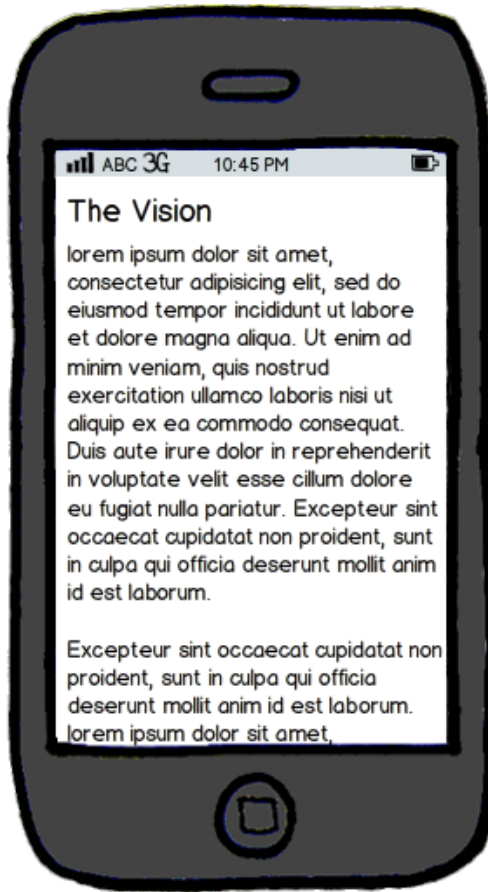 ABC 3G 10:45 PM
The Vision
lorem ipsum dolor sit amet,
consectetur adipisicing elit, sed do
eiusmod tempor incididunt ut labore
et dolore magna aliqua. Ut enim ad
minim veniam, quis nostrud
exercitation ullamco laboris nisi ut
aliquip ex ea commodo consequat.
Duis aute irure dolor in reprehenderit
in voluptate velit esse cillum dolore
eu fugiat nulla pariatur. Excepteur sint
occaecat cupidatat non proident, sunt
in culpa qui officia deserunt mollit anim
id est laborum.
Excepteur sint occaecat cupidatat non
proident, sunt in culpa qui officia
deserunt mollit anim id est laborum.
lorem ipsum dolor sit amet,